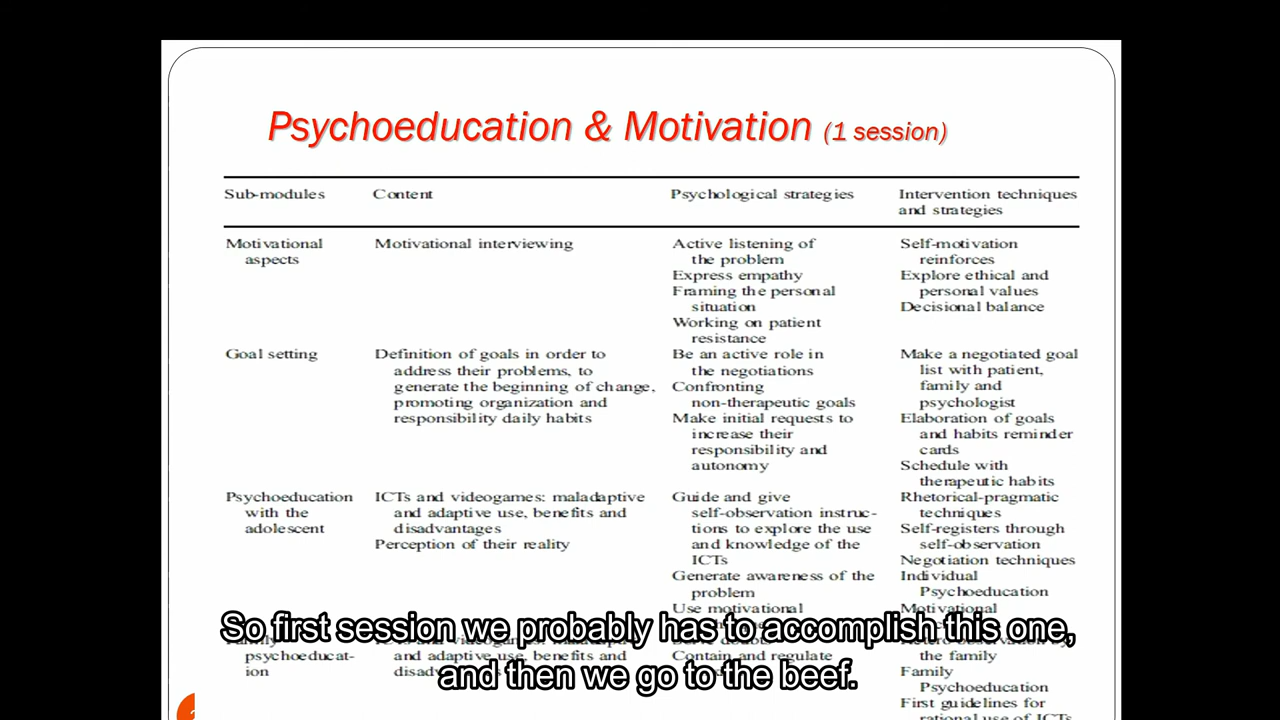 Psychoeducation & Motivation (1 session)
Sub-modules
Content
Psychological strategies
Intervention techniques
and strategies
Motivational
aspects
Motivational interviewing
Active listening of
the problem
Express empathy
Framing the personal
situation
Working on patient
resistance
Self-motivation
reinforces
Explore ethical and
personal values
Decisional balance
Goal setting
Definition of goals in order to
address their problems, to
generate the beginning of change,
promoting organization and
responsibility daily habits
Be an active role in
the negotiations
Confronting
non-therapeutic goals
Make initial requests to
increase their
responsibility and
autonomy
Make a negotiated goal
list with patient,
family and
psychologist
Elaboration of goals
and habits reminder
cards
Schedule with
therapeutic habits
Psychoeducation
with the
adolescent
ICTs and videogames: maladaptive
and adaptive use, benefits and
disadvantages
Perception of their reality
Guide and give
self-observation instruc-
tions to explore the use
and knowledge of the
ICTs
Generate awareness of the
problem
Use motivational
Rhetorical-pragmatic
techniques
Self-registers through
self-observation
Negotiation techniques
Individual
Psychoeducation
Motivational
psychoeducat-
ion
and adaptive use, benefits and
Contain and regulate
the family
Family
Psychoeducation
First guidelines for
rational use of ICTs
So first session we probably has to accomplish this one,
and then we go to the beef.